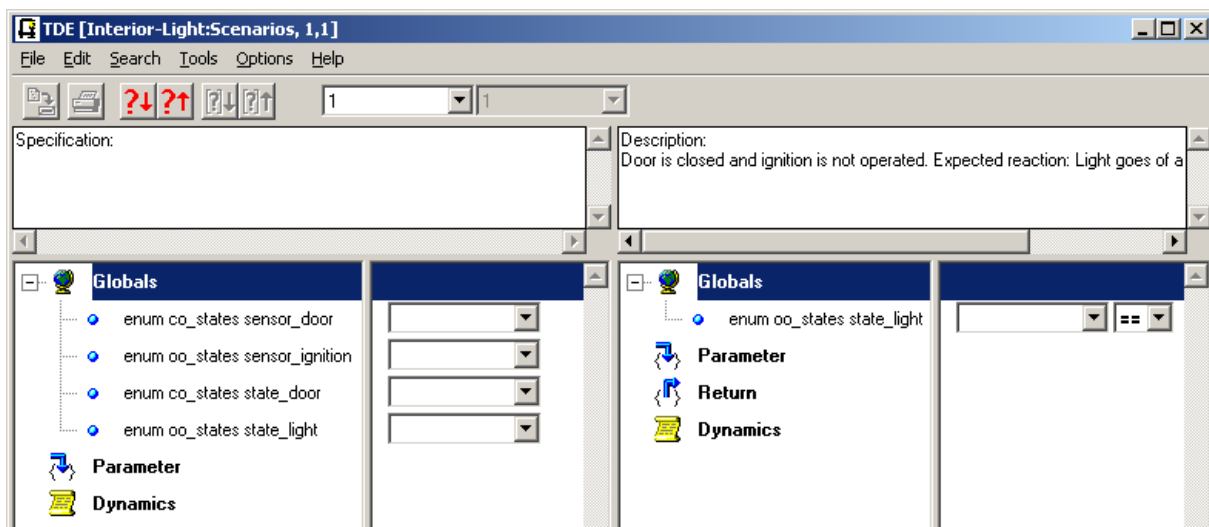 TDE [Interior-Light:Scenarios, 1,1]
File Edit Search Tools Options Help
1 1
Specification:
Description:
Door is closed and ignition is not operated. Expected reaction: Light goes of a
Globals
enum co_states sensor_door
enum oo_states sensor_ignition
enum co_states state_door
enum oo_states state_light
Parameter
Dynamics
Globals
enum oo_states state_light ==
Parameter
Return
Dynamics